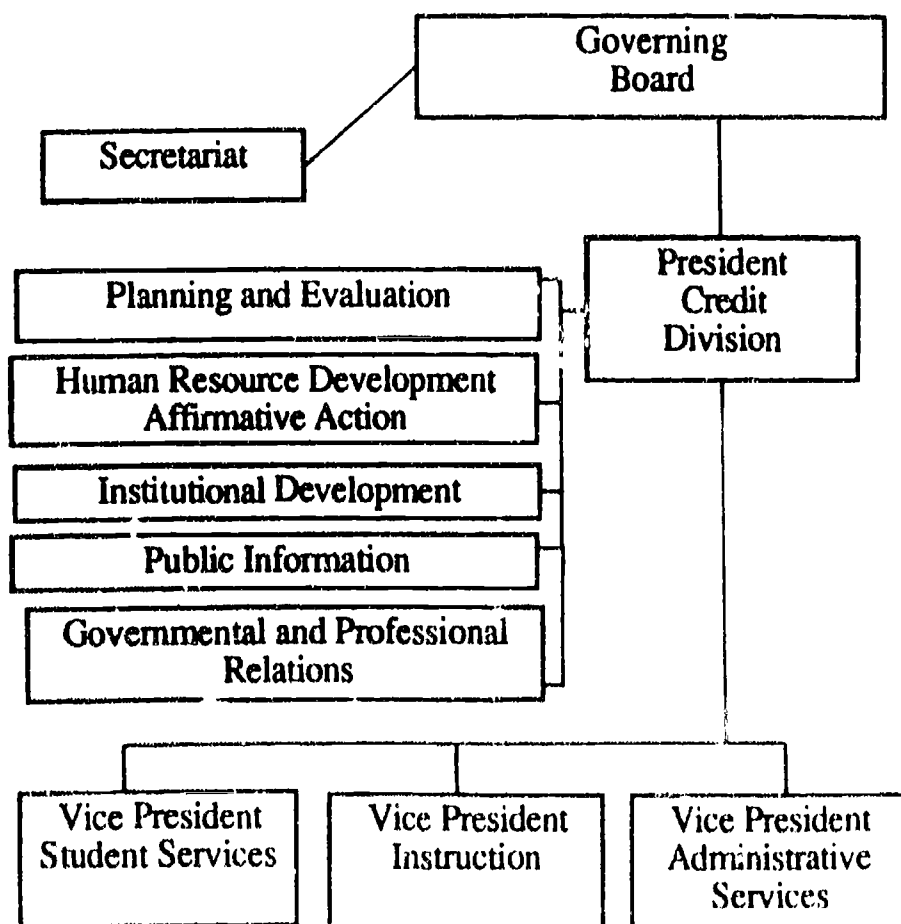 Governing
Board
Secretariat
President
Credit
Division
Planning and Evaluation
Human Resource Development
Affirmative Action
Institutional Development
Public Information
Governmental and Professional
Relations
Vice President
Student Services
Vice President
Instruction
Vice President
Administrative
Services